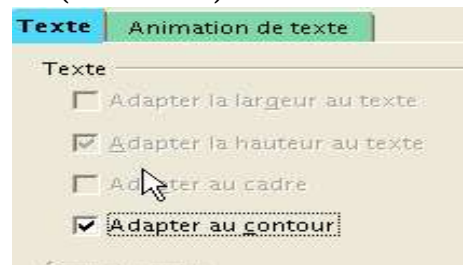 Texte Animation de texte
Texte
Adapter la largeur au texte
Adapter la hauteur au texte
Adapter au cadre
Adapter au contour